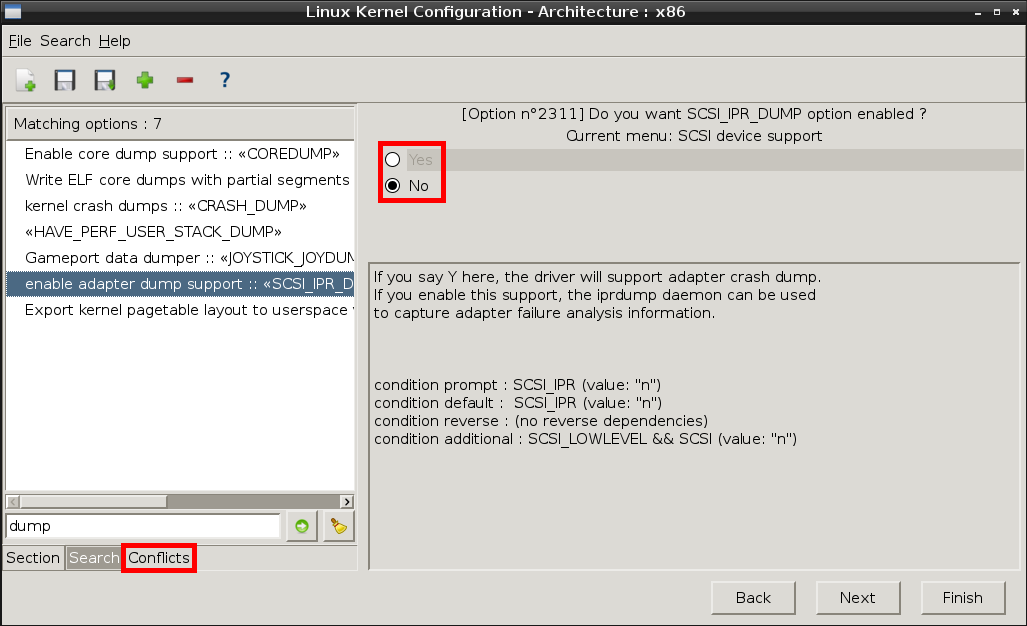 Linux Kernel Configuration - Architecture : x86
File Search Help
?
Matching options : 7
Enable core dump support :: «COREDUMP»
Write ELF core dumps with partial segments
kernel crash dumps :: «CRASH_DUMP»
«HAVE_PERF_USER_STACK_DUMP»
Gameport data dumper :: «JOYSTICK_JOYDUM
enable adapter dump support :: «SCSI_IPR_D
Export kernel pagetable layout to userspace
dump
Section Search Conflicts
[Option n°2311] Do you want SCSI_IPR_DUMP option enabled ?
Current menu: SCSI device support
Yes
No
If you say Y here, the driver will support adapter crash dump.
If you enable this support, the iprdump daemon can be used
to capture adapter failure analysis information.
condition prompt : SCSI_IPR (value: "n")
condition default :  SCSI_IPR (value: "n")
condition reverse : (no reverse dependencies)
condition additional : SCSI_LOWLEVEL && SCSI (value: "n")
Back Next Finish